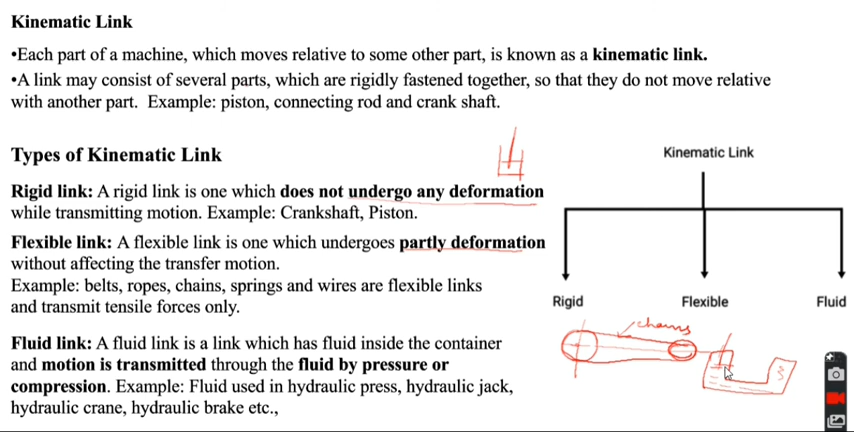 Kinematic Link
•Each part of a machine, which moves relative to some other part, is known as a kinematic link.
•A link may consist of several parts, which are rigidly fastened together, so that they do not move relative
with another part. Example: piston, connecting rod and crank shaft.
Types of Kinematic Link
Rigid link: A rigid link is one which does not undergo any deformation
while transmitting motion. Example: Crankshaft, Piston.
Flexible link: A flexible link is one which undergoes partly deformation
without affecting the transfer motion.
Example: belts, ropes, chains, springs and wires are flexible links
and transmit tensile forces only.
Fluid link: A fluid link is a link which has fluid inside the container
and motion is transmitted through the fluid by pressure or
compression. Example: Fluid used in hydraulic press, hydraulic jack,
hydraulic crane, hydraulic brake etc.,
Kinematic Link
Rigid
Flexible
Fluid
chains